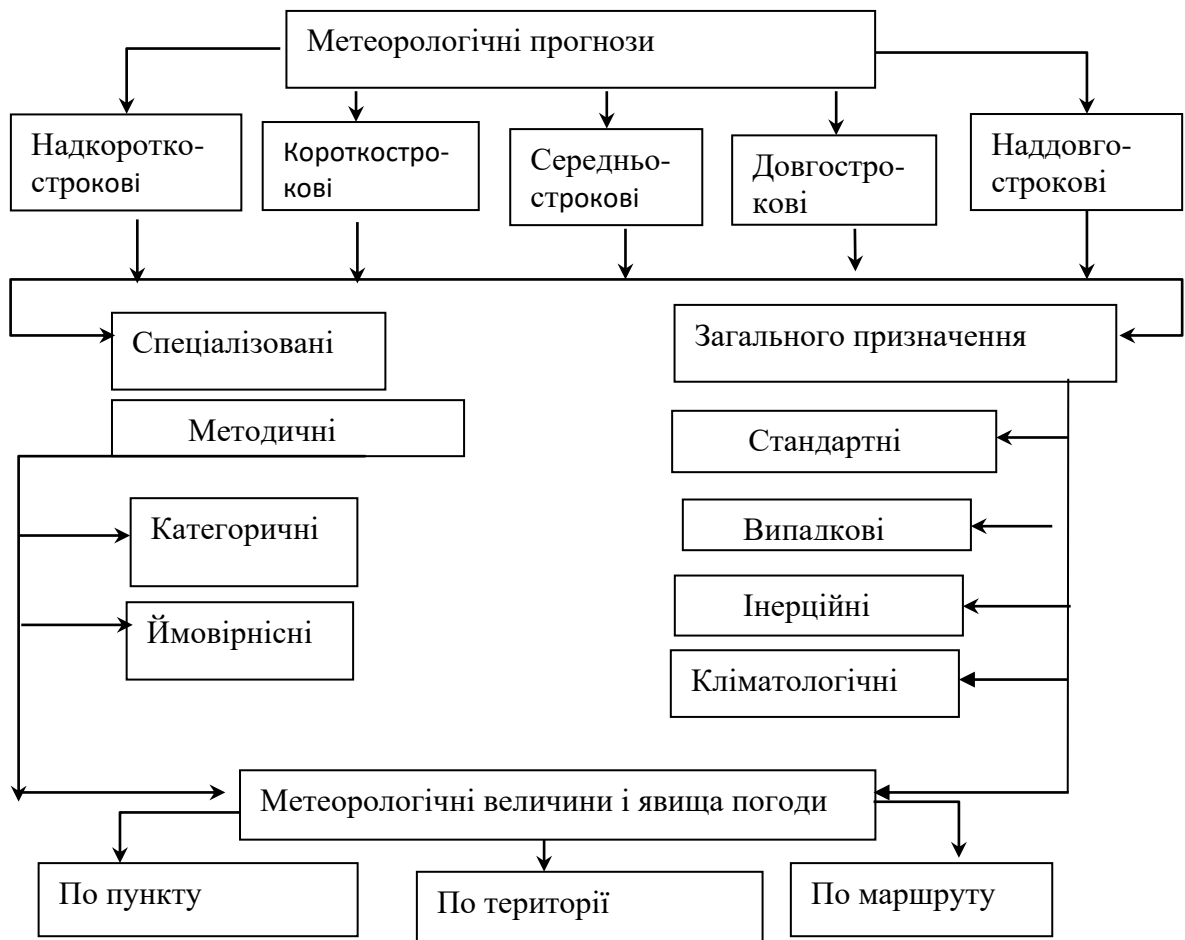 Метеорологічні прогнози
Надкоротко-
строкові
Короткостро-
кові
Середньо-
строкові
Довгостро-
кові
Наддовго-
строкові
Спеціалізовані
Загального призначення
Методичні
Стандартні
Категоричні
Випадкові
Ймовірнісні
Інерційні
Кліматологічні
Метеорологічні величини і явища погоди
По пункту
По території
По маршруту